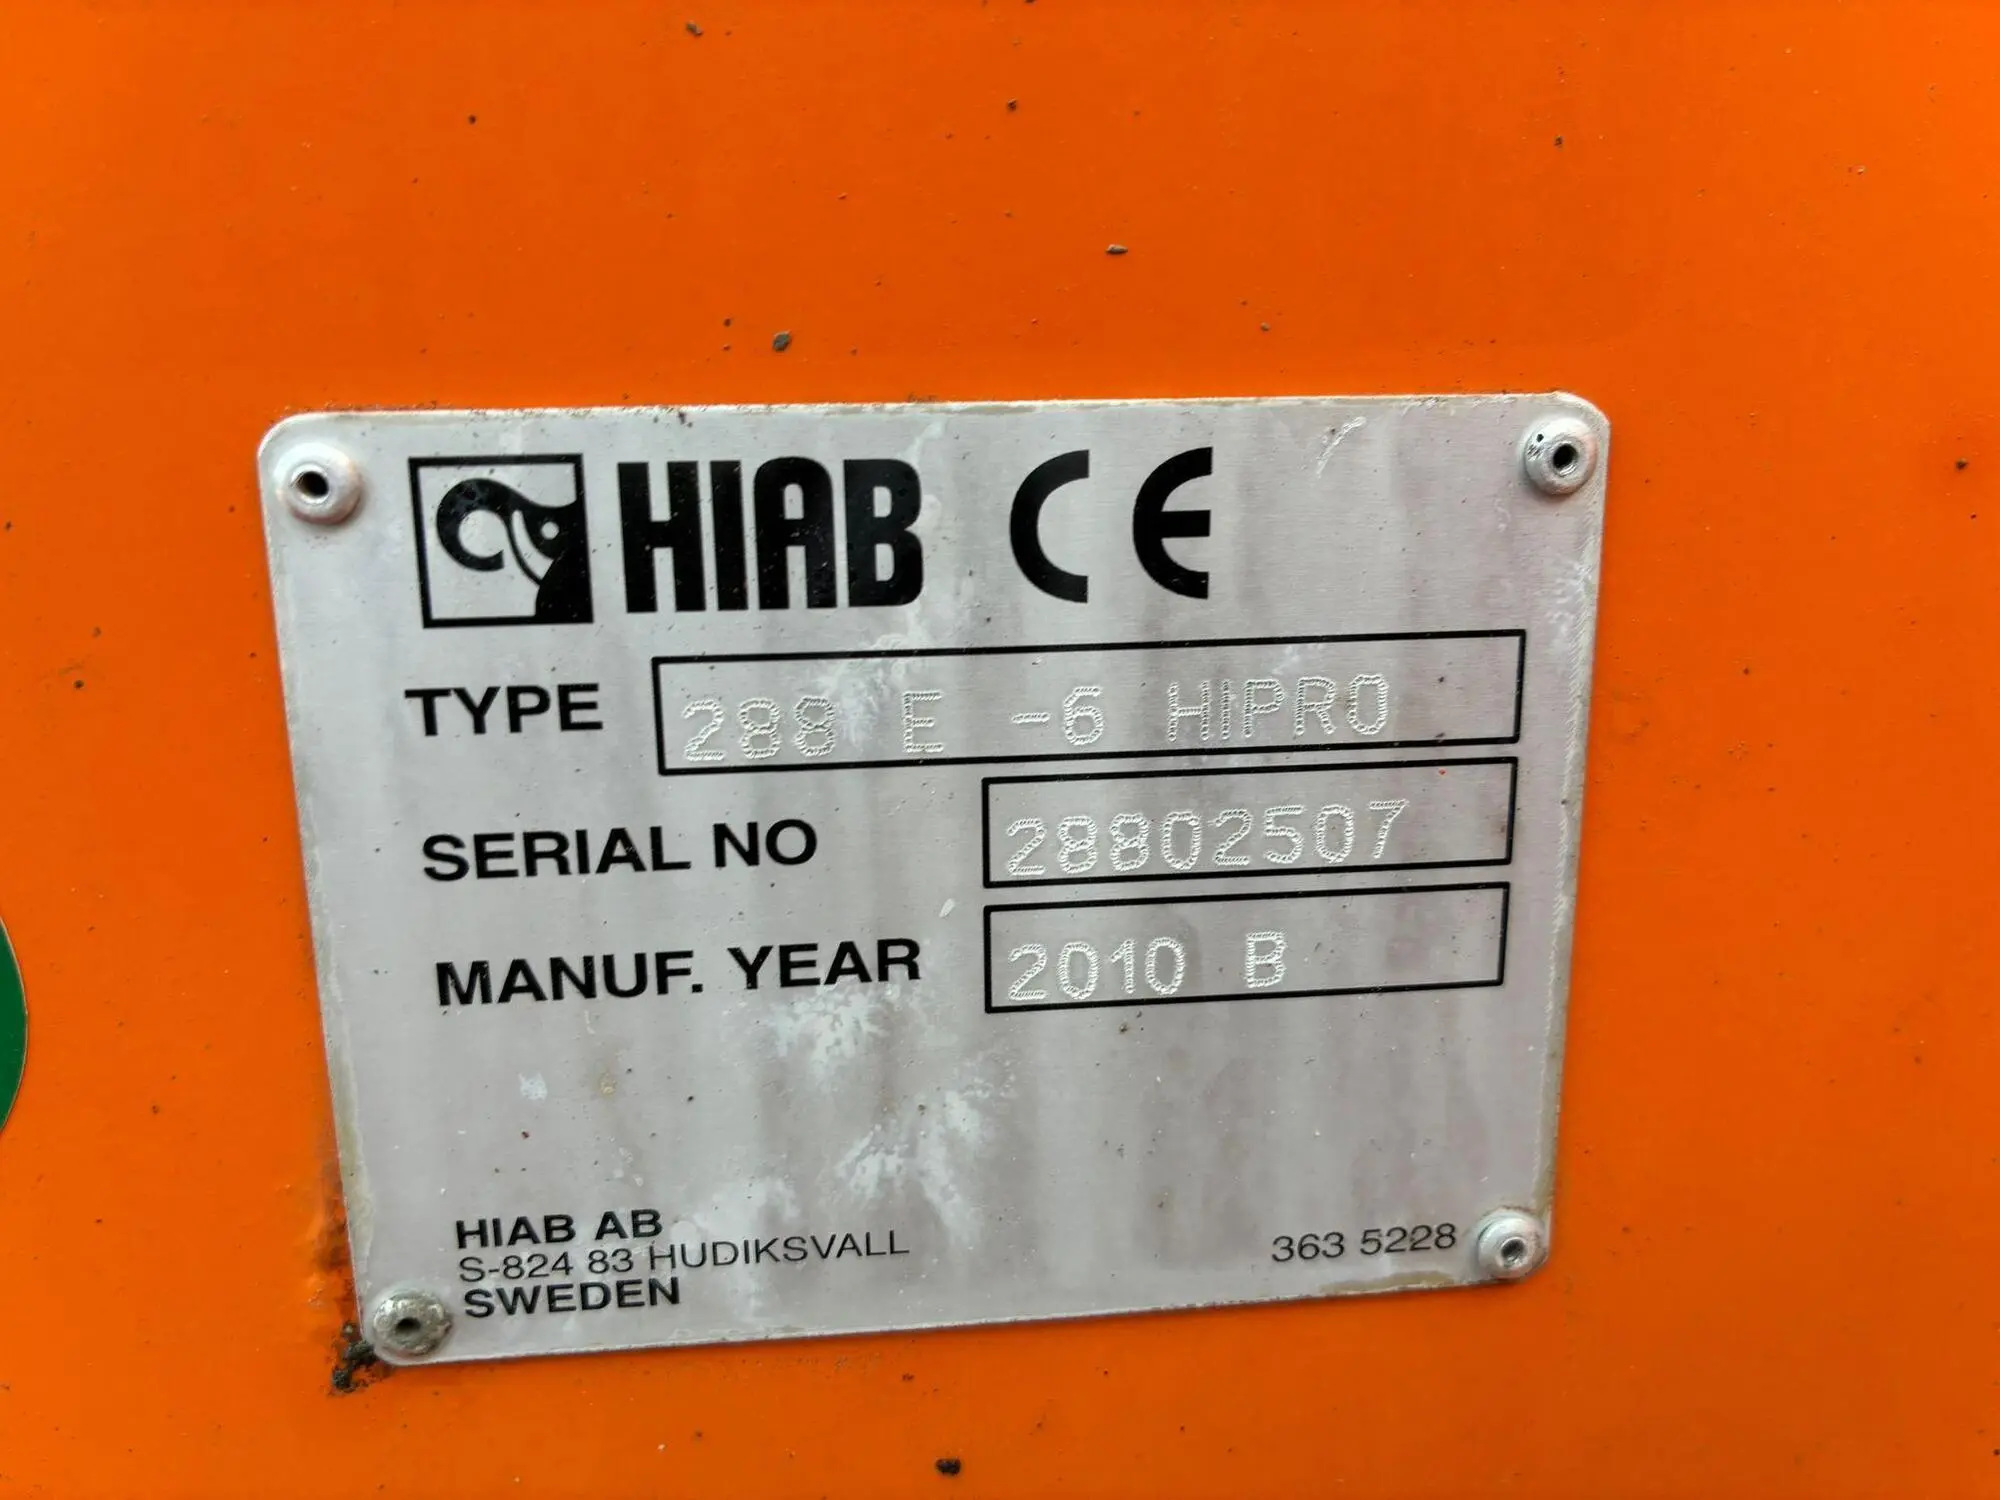 HIAB CE
TYPE 288 E -6 HIPRO
SERIAL NO 28802507
MANUF. YEAR 2010 B
HIAB AB
S-824 83 HUDIKSVALL
SWEDEN
363 5228